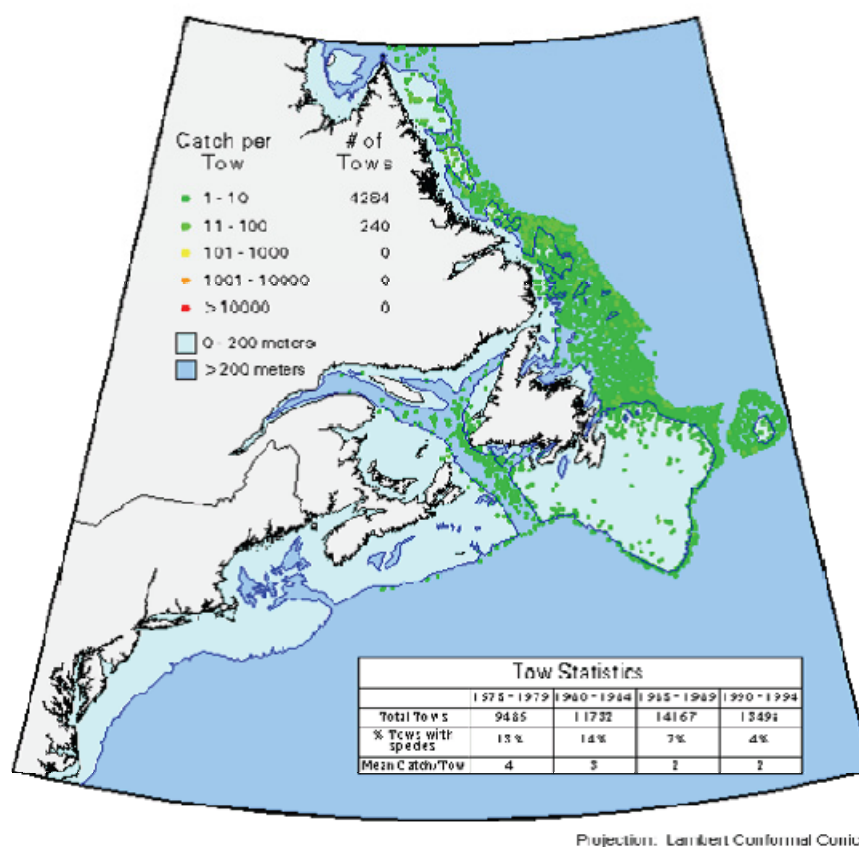 Catch per # of
Tow Tows
1 - 10 4284
11 - 100 240
101 - 1000 0
1001 - 10000 0
> 10000 0
0 - 200 meters
> 200 meters
Tow Statistics
1975 - 1979 1980 - 1984 1985 - 1989 1990 - 1994
Total Tows 9485 11732 14167
% Tows with species 13% 14% 7% 4%
Mean Catch/Tow 4 3 2 2
Projection: Lambert Conformal Conic